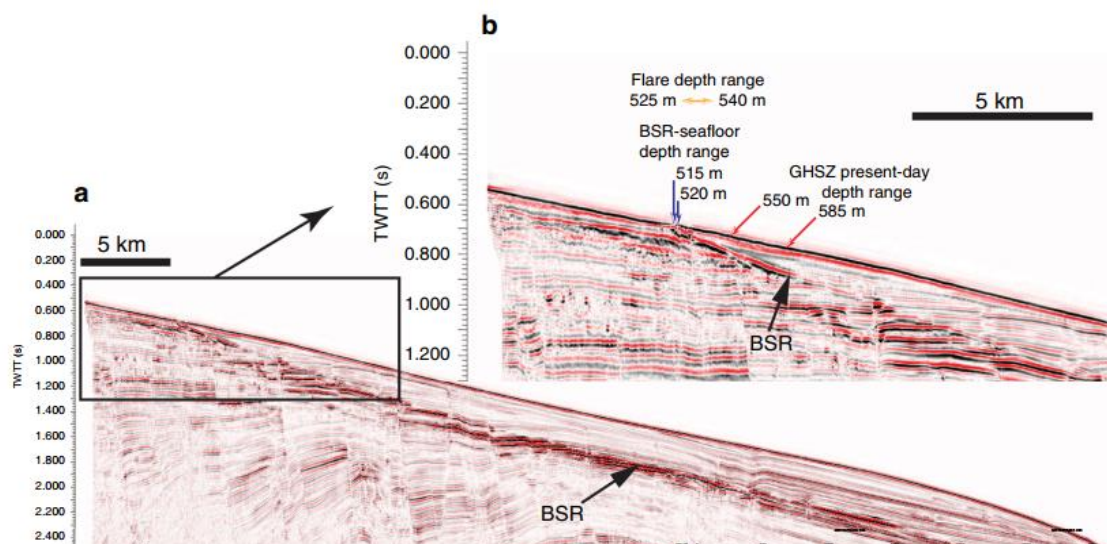 b
TWTT (s)
0.000
0.200
0.400
0.600
0.800
1.000
1.200
Flare depth range
525 m 540 m
BSR-seafloor
depth range
515 m
520 m
GHSZ present-day
depth range
550 m
585 m
5 km
BSR
a
TWTT (s)
0.000
0.200
0.400
0.600
0.800
1.000
1.200
1.400
1.600
1.800
2.000
2.200
2.400
5 km
BSR